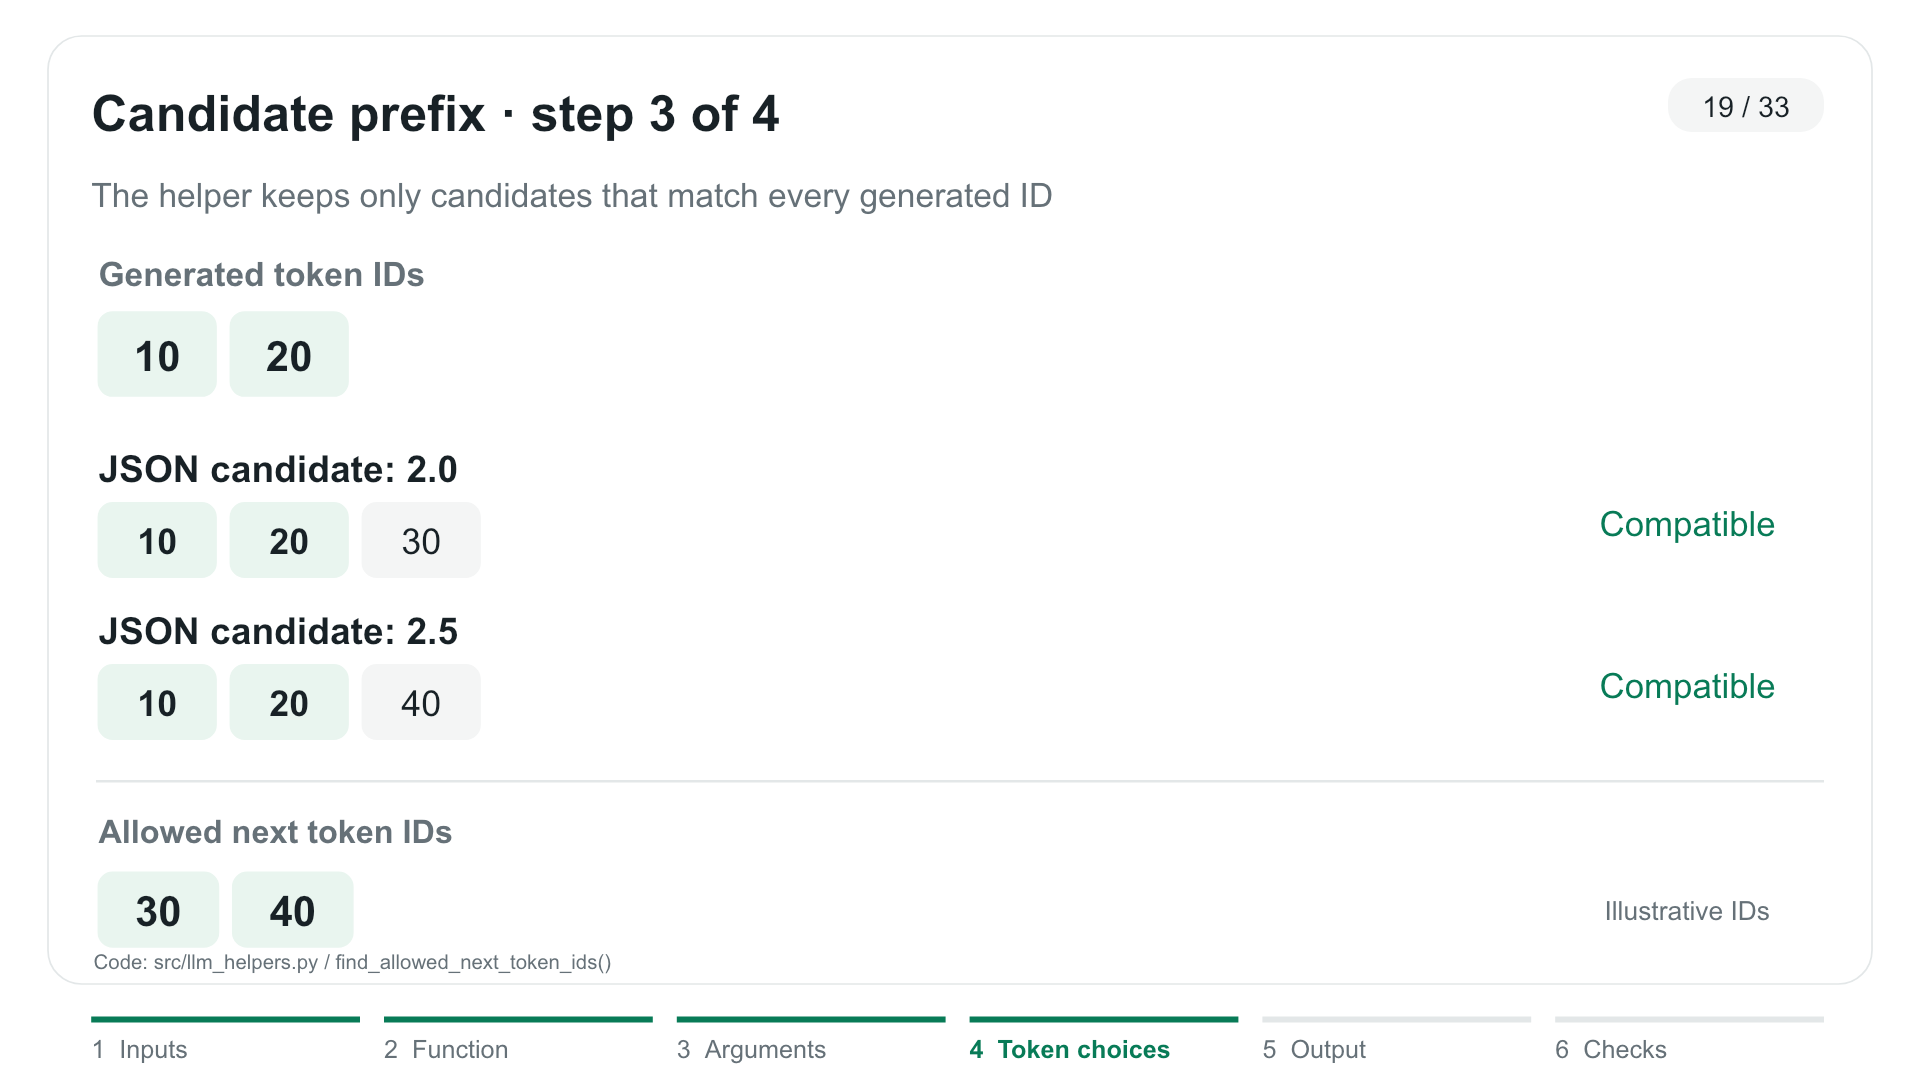 Candidate prefix · step 3 of 4
19 / 33
The helper keeps only candidates that match every generated ID
Generated token IDs
10 20
JSON candidate: 2.0
10 20 30
Compatible
JSON candidate: 2.5
10 20 40
Compatible
Allowed next token IDs
30 40
Illustrative IDs
Code: src/llm_helpers.py / find_allowed_next_token_ids()
1 Inputs
2 Function
3 Arguments
4 Token choices
5 Output
6 Checks